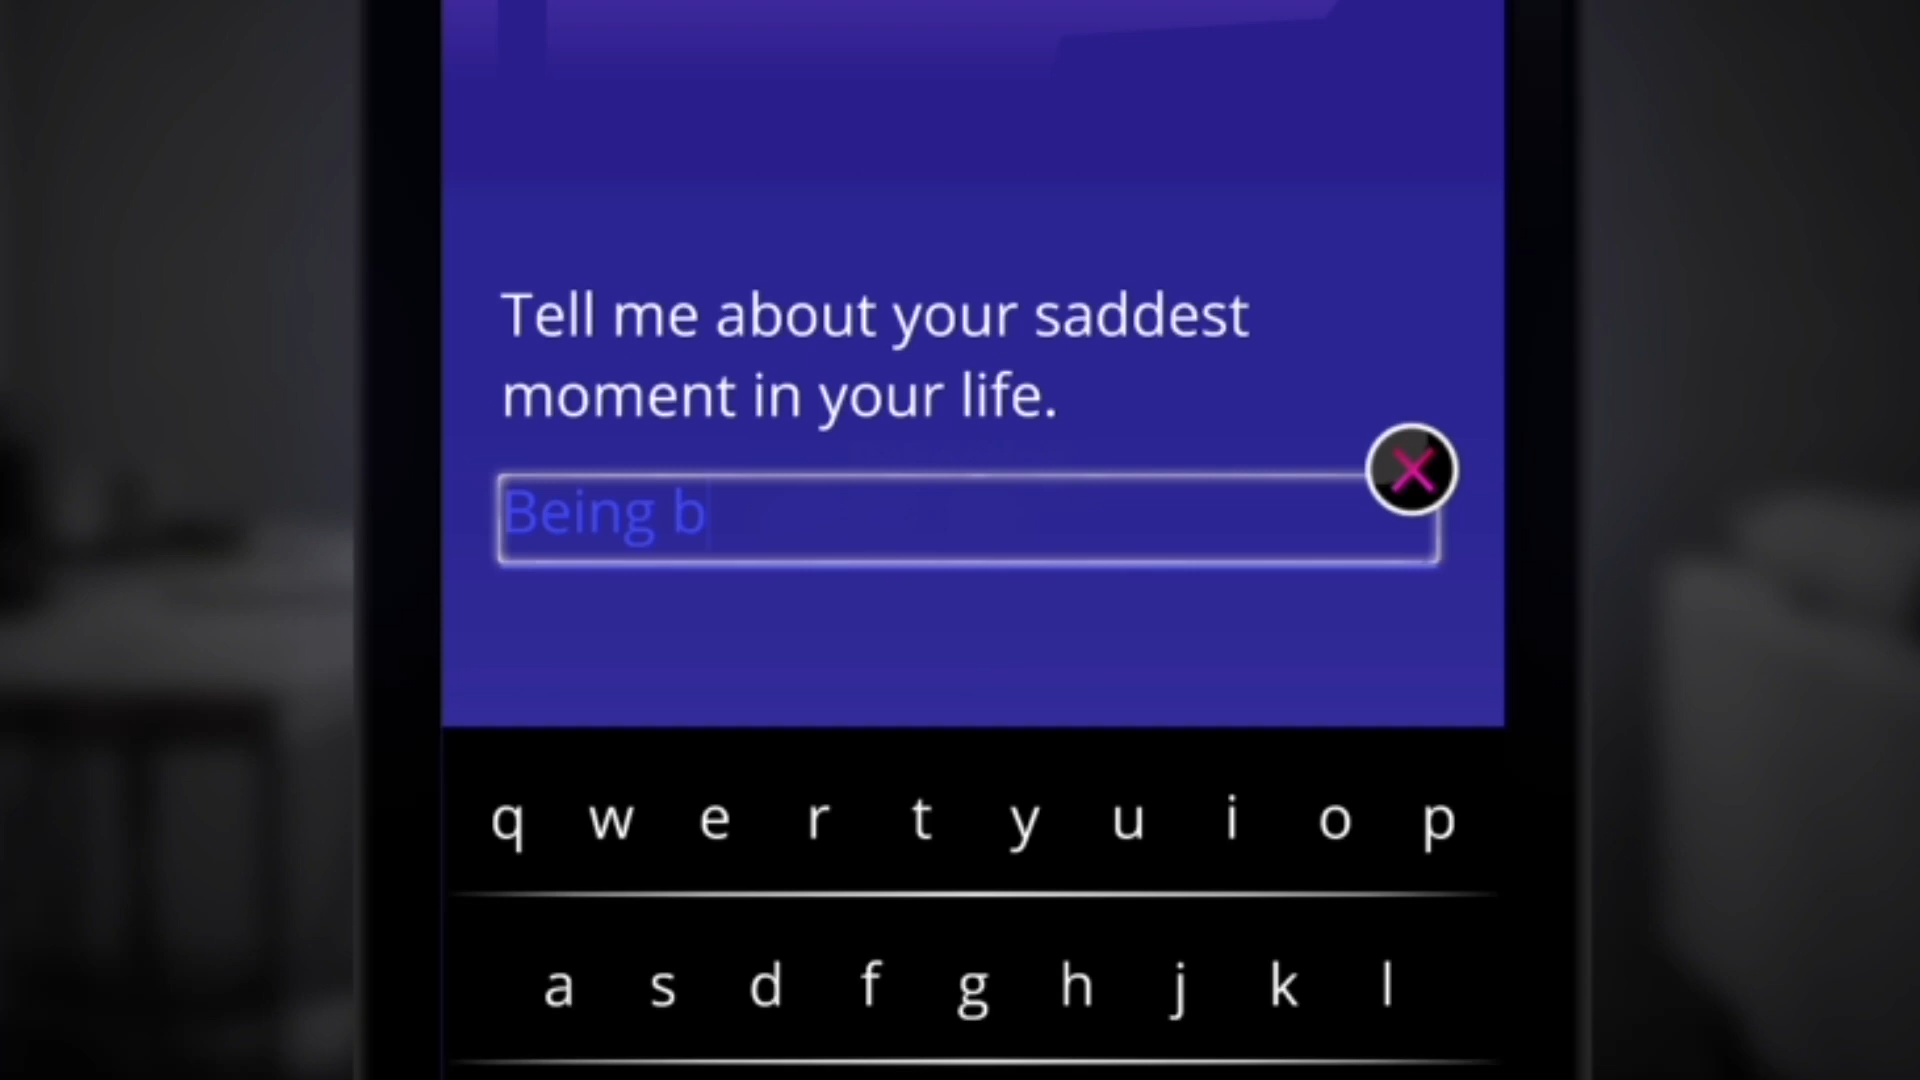 Tell me about your saddest
moment in your life.
Being b
q w e r t y u i o p
a s d f g h j k l